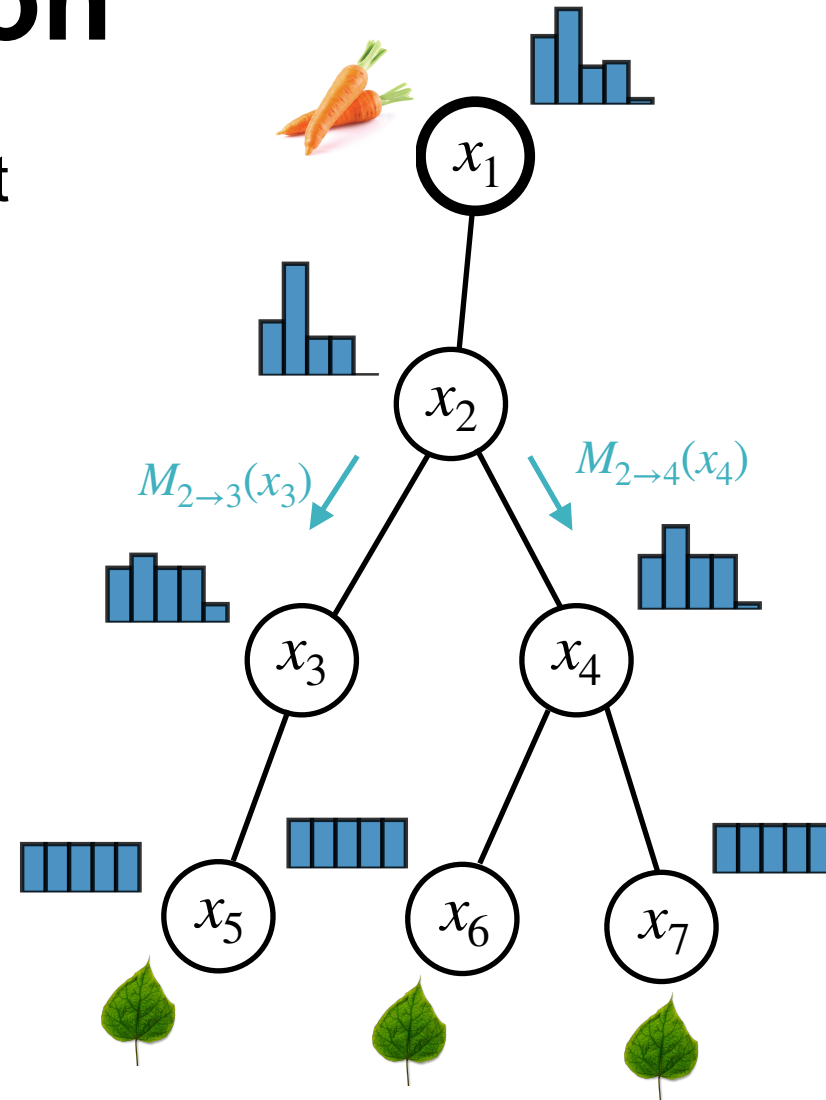 on
t
x₁
x₂
M₂→₃(x₃)
M₂→₄(x₄)
x₃
x₄
x₅
x₆
x₇